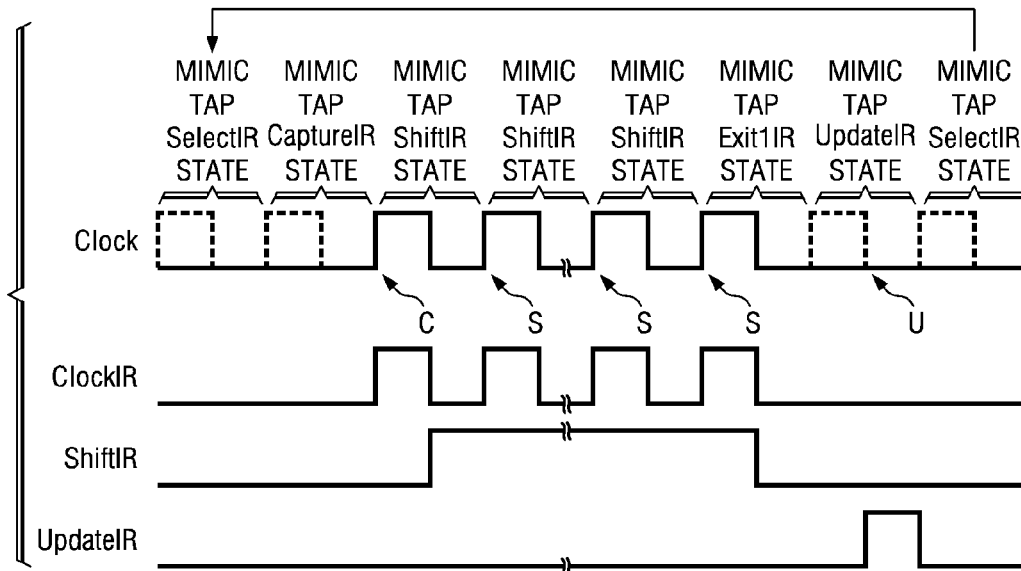 MIMIC MIMIC MIMIC MIMIC MIMIC MIMIC MIMIC MIMIC
TAP TAP TAP TAP TAP TAP TAP TAP
SelectIR CaptureIR ShiftIR ShiftIR ShiftIR Exit1IR UpdateIR SelectIR
STATE STATE STATE STATE STATE STATE STATE STATE
Clock
C S S S U
ClockIR
ShiftIR
UpdateIR